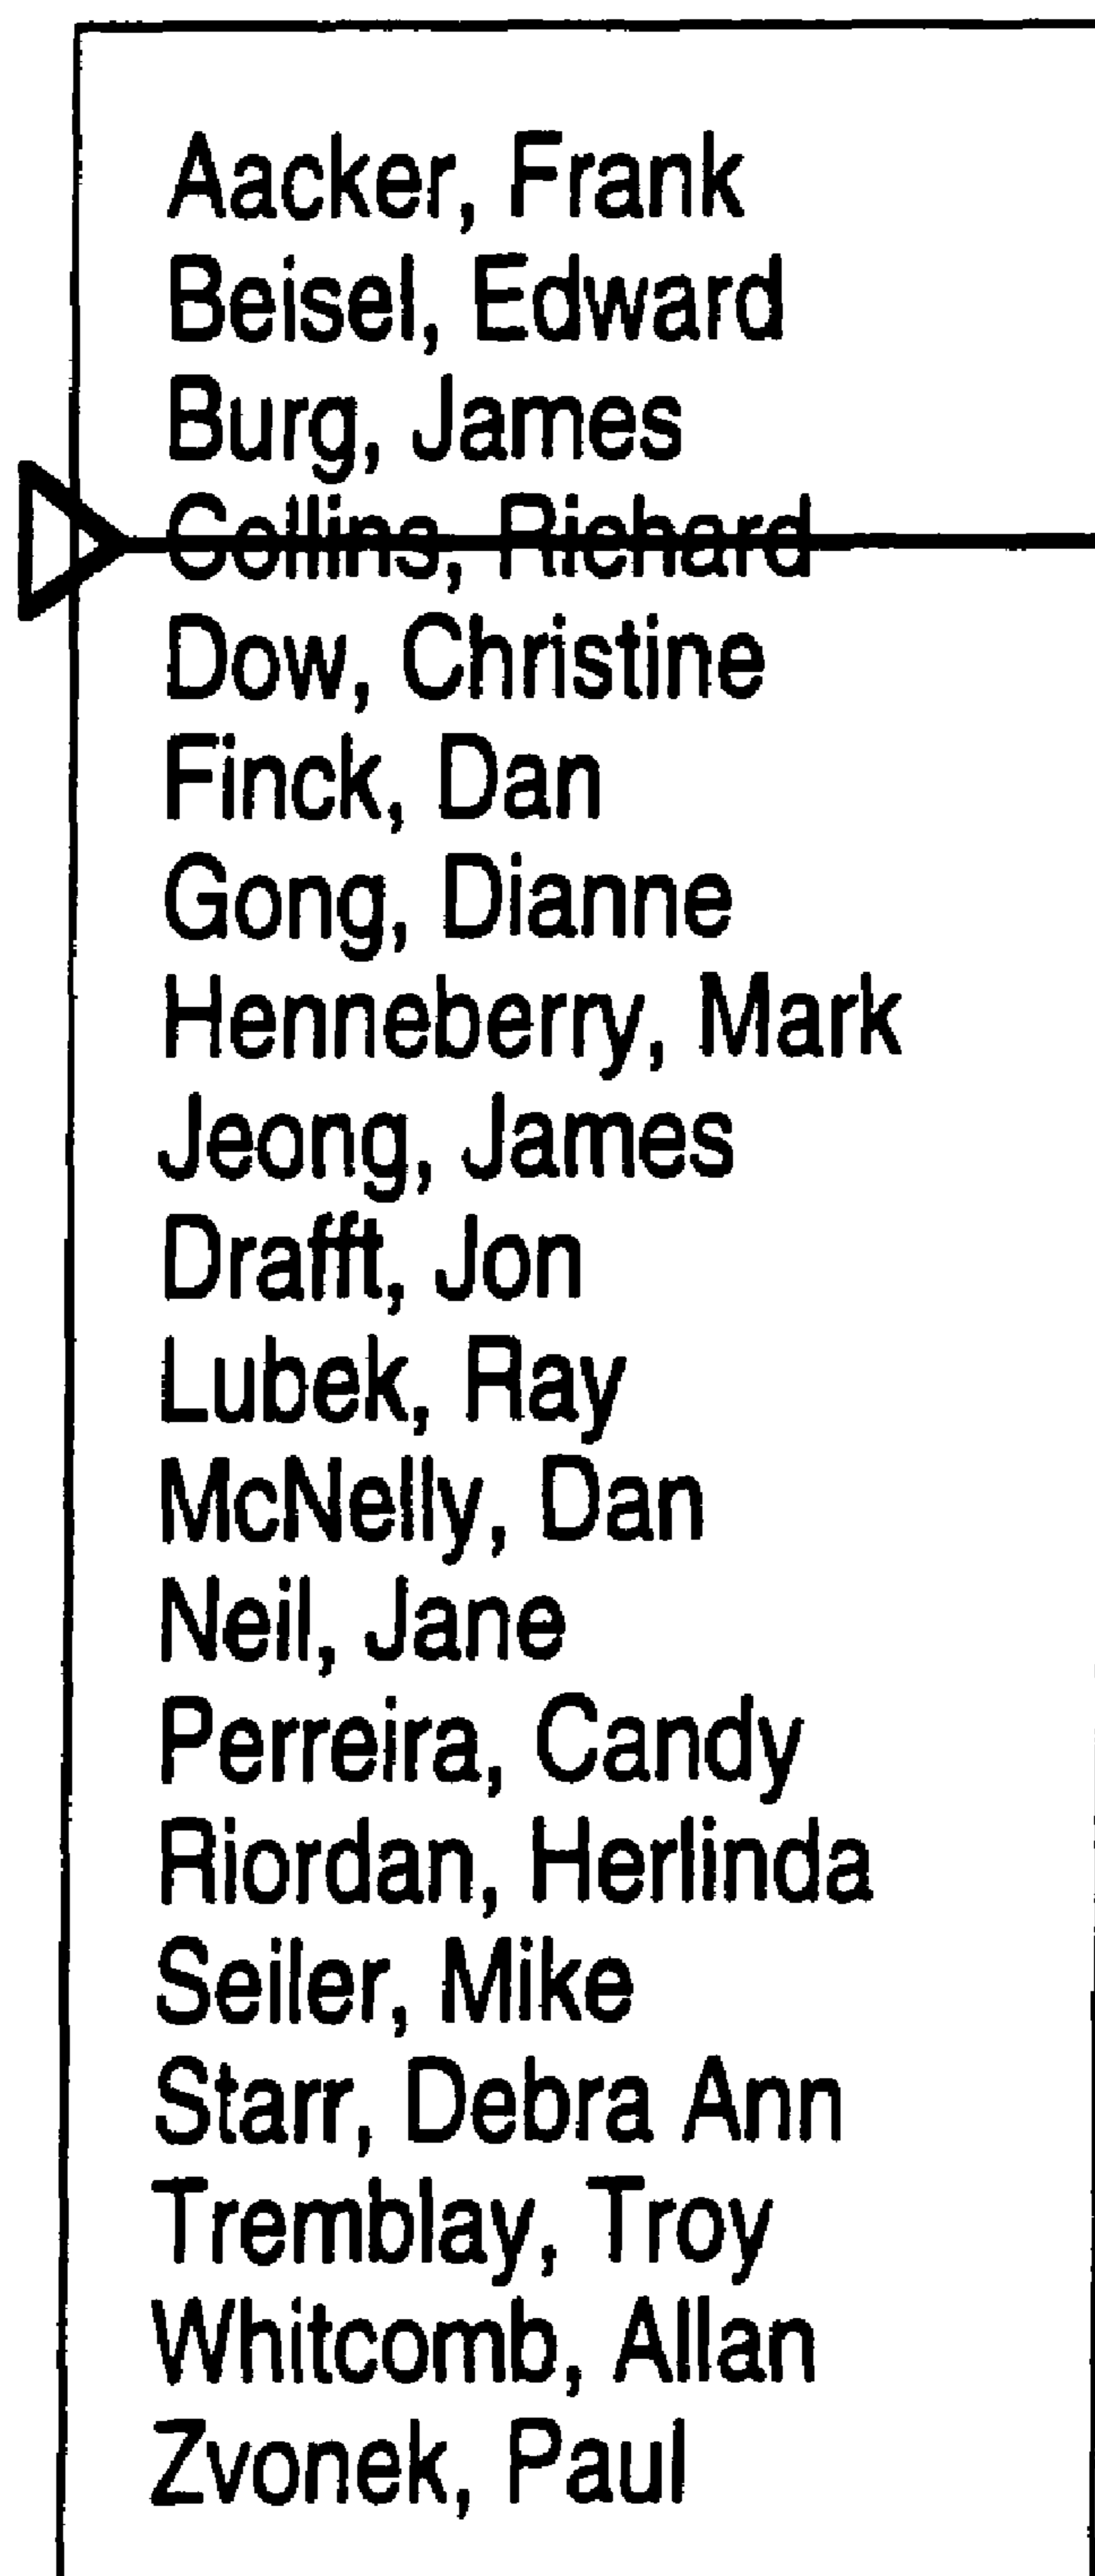 Aacker, Frank
Beisel, Edward
Burg, James
Collins, Richard
Dow, Christine
Finck, Dan
Gong, Dianne
Henneberry, Mark
Jeong, James
Drafft, Jon
Lubek, Ray
McNelly, Dan
Neil, Jane
Perreira, Candy
Riordan, Herlinda
Seiler, Mike
Starr, Debra Ann
Tremblay, Troy
Whitcomb, Allan
Zvonek, Paul